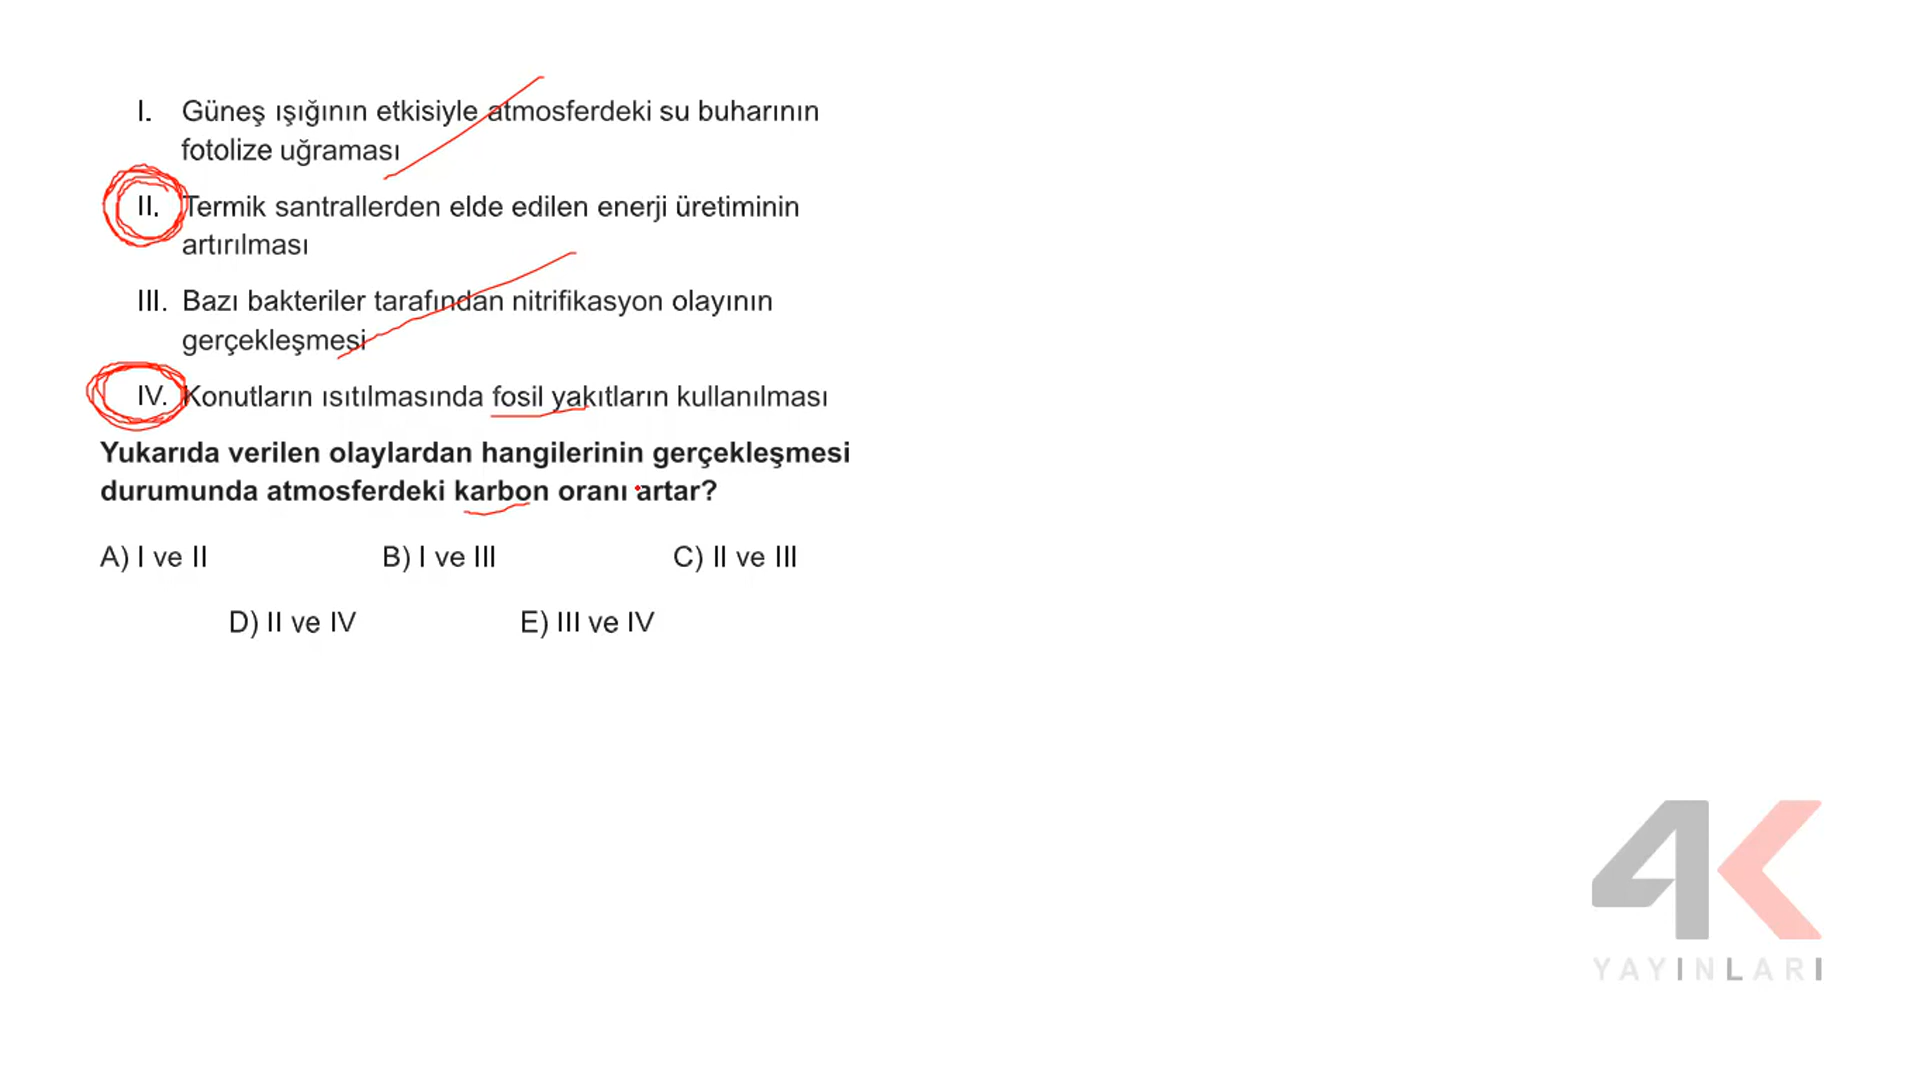 I. Güneş ışığının etkisiyle atmosferdeki su buharının
fotolize uğraması
II. Termik santrallerden elde edilen enerji üretiminin
artırılması
III. Bazı bakteriler tarafından nitrifikasyon olayının
gerçekleşmesi
IV. Konutların ısıtılmasında fosil yakıtların kullanılması
Yukarıda verilen olaylardan hangilerinin gerçekleşmesi
durumunda atmosferdeki karbon oranı artar?
A) I ve II B) I ve III C) II ve III
D) II ve IV E) III ve IV
4K
YAYINLARI